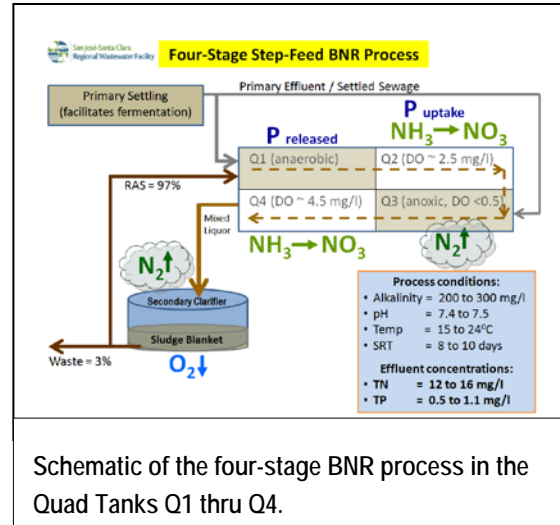 San José-Santa Clara
Regional Wastewater Facility
Four-Stage Step-Feed BNR Process
Primary Settling
(facilitates fermentation)
Primary Effluent / Settled Sewage
P released
P uptake
NH3→NO3
Q1 (anaerobic)
Q2 (DO ~ 2.5 mg/l)
RAS = 97%
Q4 (DO ~ 4.5 mg/l)
Q3 (anoxic, DO <0.5)
Mixed
Liquor
NH3→NO3
N2↑
N2↑
Secondary Clarifier
Sludge Blanket
Waste = 3%
O2↓
Process conditions:
• Alkalinity = 200 to 300 mg/l
• pH = 7.4 to 7.5
• Temp = 15 to 24°C
• SRT = 8 to 10 days
Effluent concentrations:
• TN = 12 to 16 mg/l
• TP = 0.5 to 1.1 mg/l
Schematic of the four-stage BNR process in the
Quad Tanks Q1 thru Q4.